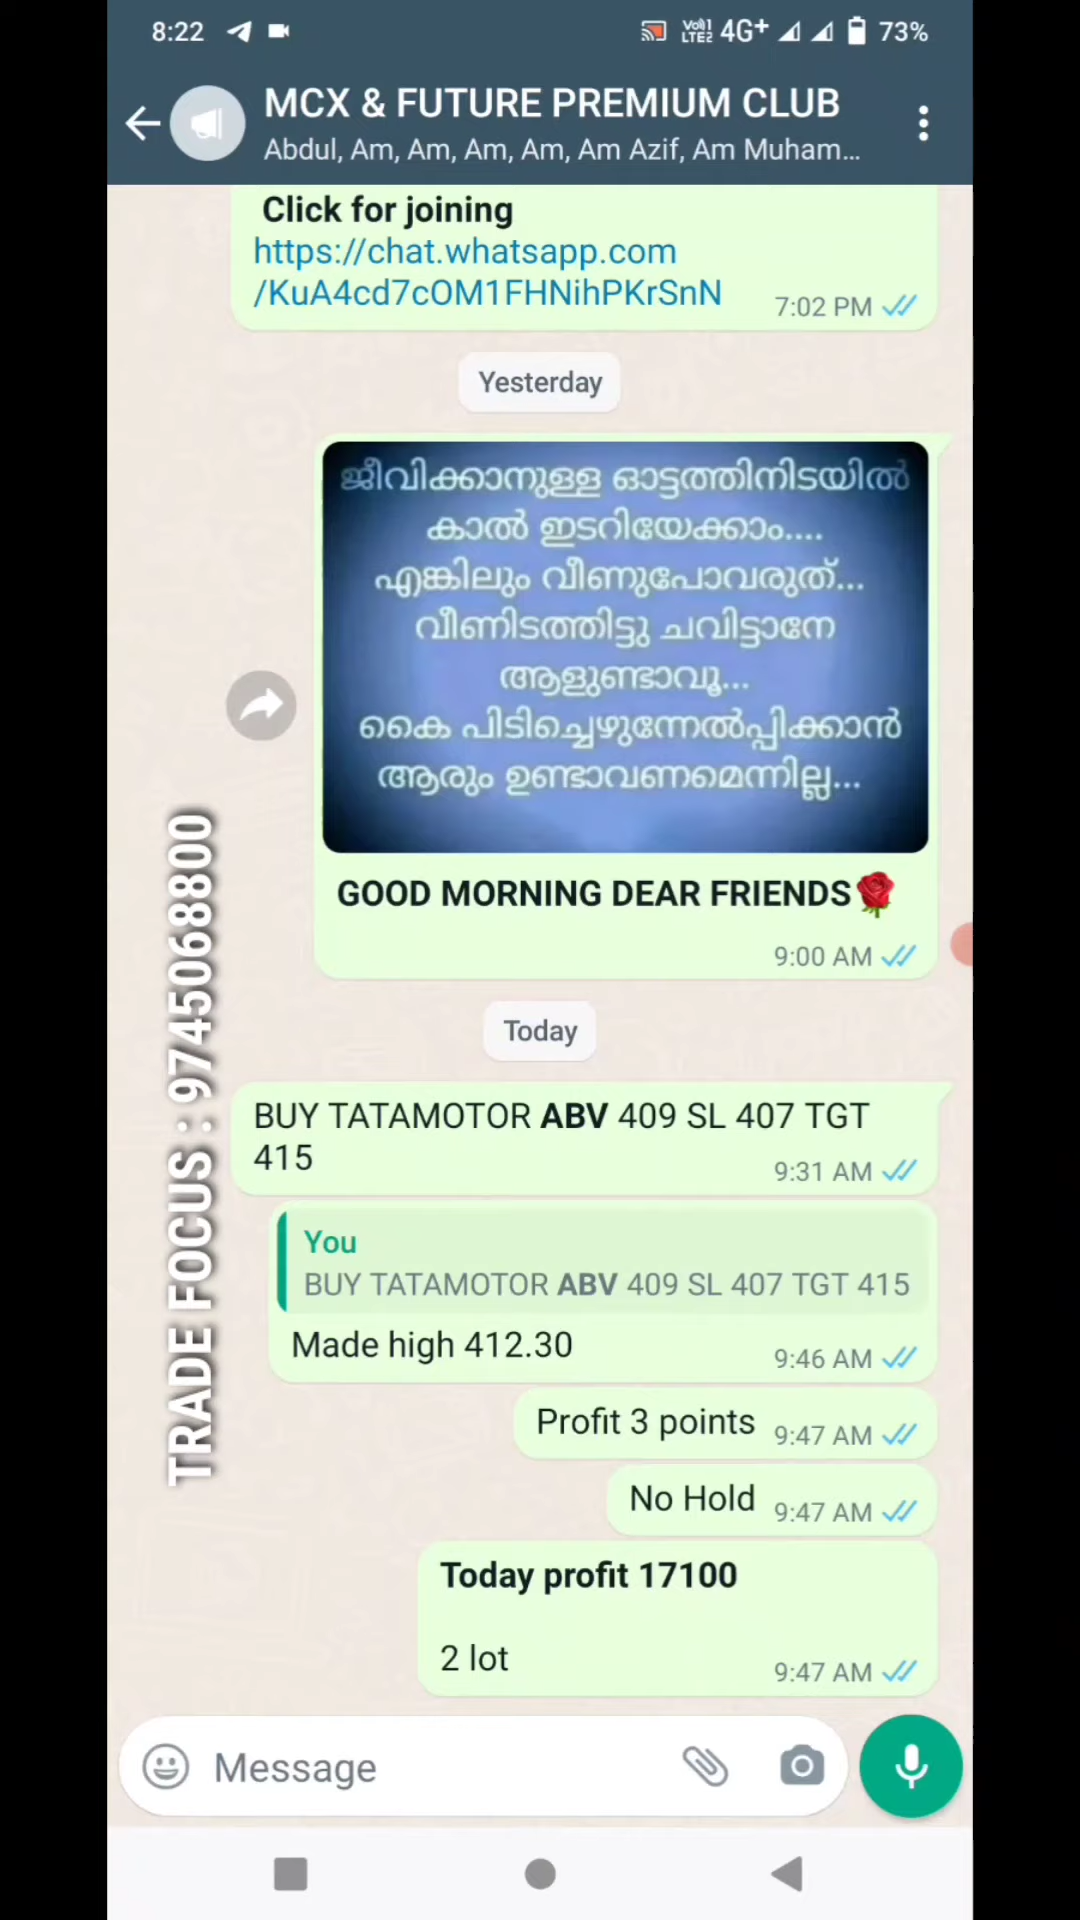 8:22
Vo)) 1
LTE2 4G+ 73%
MCX & FUTURE PREMIUM CLUB
Abdul, Am, Am, Am, Am, Am Azif, Am Muham...
Click for joining
https://chat.whatsapp.com
/KuA4cd7cOM1FHNihPKrSnN
7:02 PM
Yesterday
ജീവിക്കാനുള്ള ഓട്ടത്തിനിടയിൽ
കാൽ ഇടറിയേക്കാം....
എങ്കിലും വീണുപോവരുത്...
വീണിടത്തിട്ടു ചവിട്ടാനേ
ആളുണ്ടാവൂ...
കൈ പിടിച്ചെഴുന്നേൽപ്പിക്കാൻ
ആരും ഉണ്ടാവണമെന്നില്ല...
GOOD MORNING DEAR FRIENDS🌹
9:00 AM
Today
BUY TATAMOTOR ABV 409 SL 407 TGT
415
9:31 AM
You
BUY TATAMOTOR ABV 409 SL 407 TGT 415
Made high 412.30
9:46 AM
Profit 3 points 9:47 AM
No Hold 9:47 AM
Today profit 17100
2 lot
9:47 AM
Message
TRADE FOCUS : 9745068800